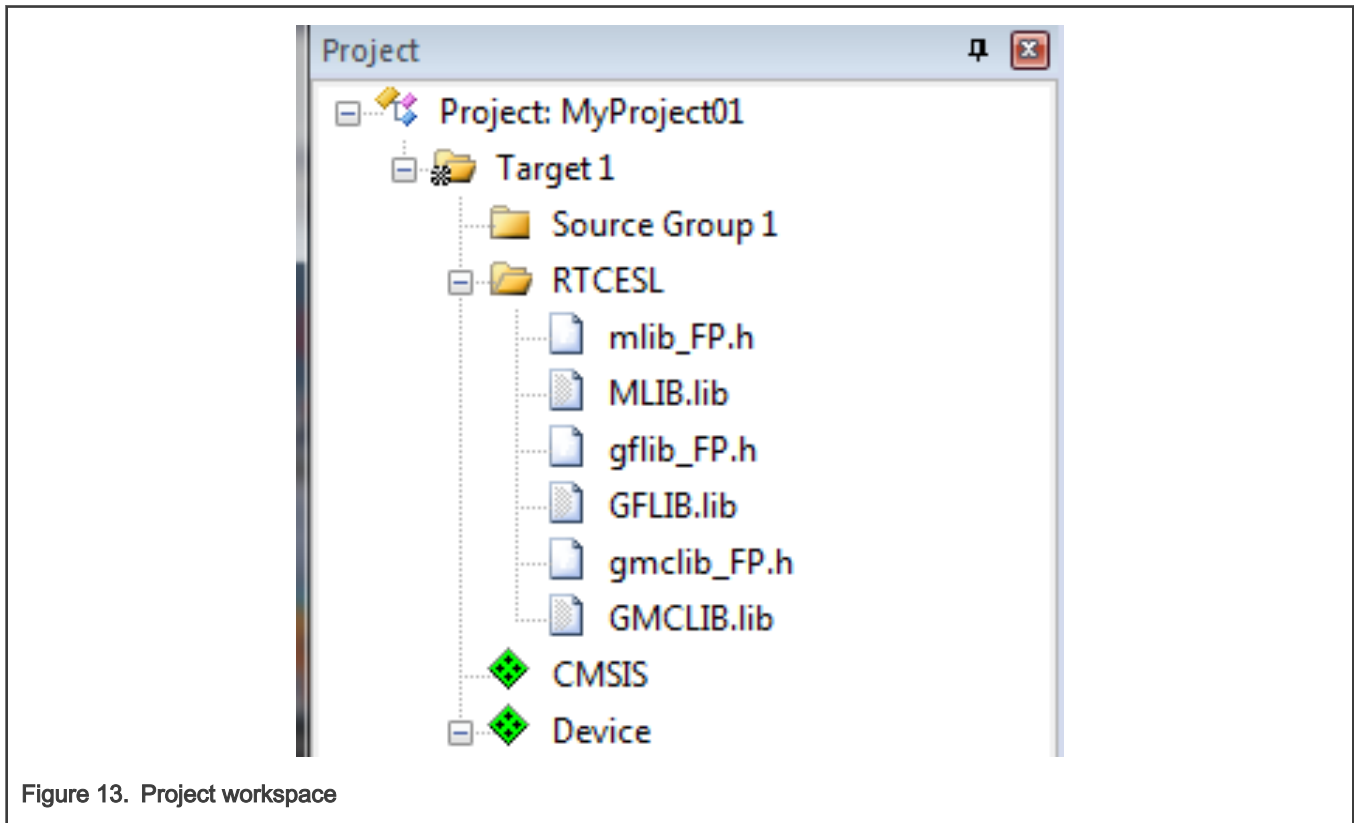 Project
Project: MyProject01
Target 1
Source Group 1
RTCESL
mlib_FP.h
MLIB.lib
gflib_FP.h
GFLIB.lib
gmclib_FP.h
GMCLIB.lib
CMSIS
Device
Figure 13. Project workspace